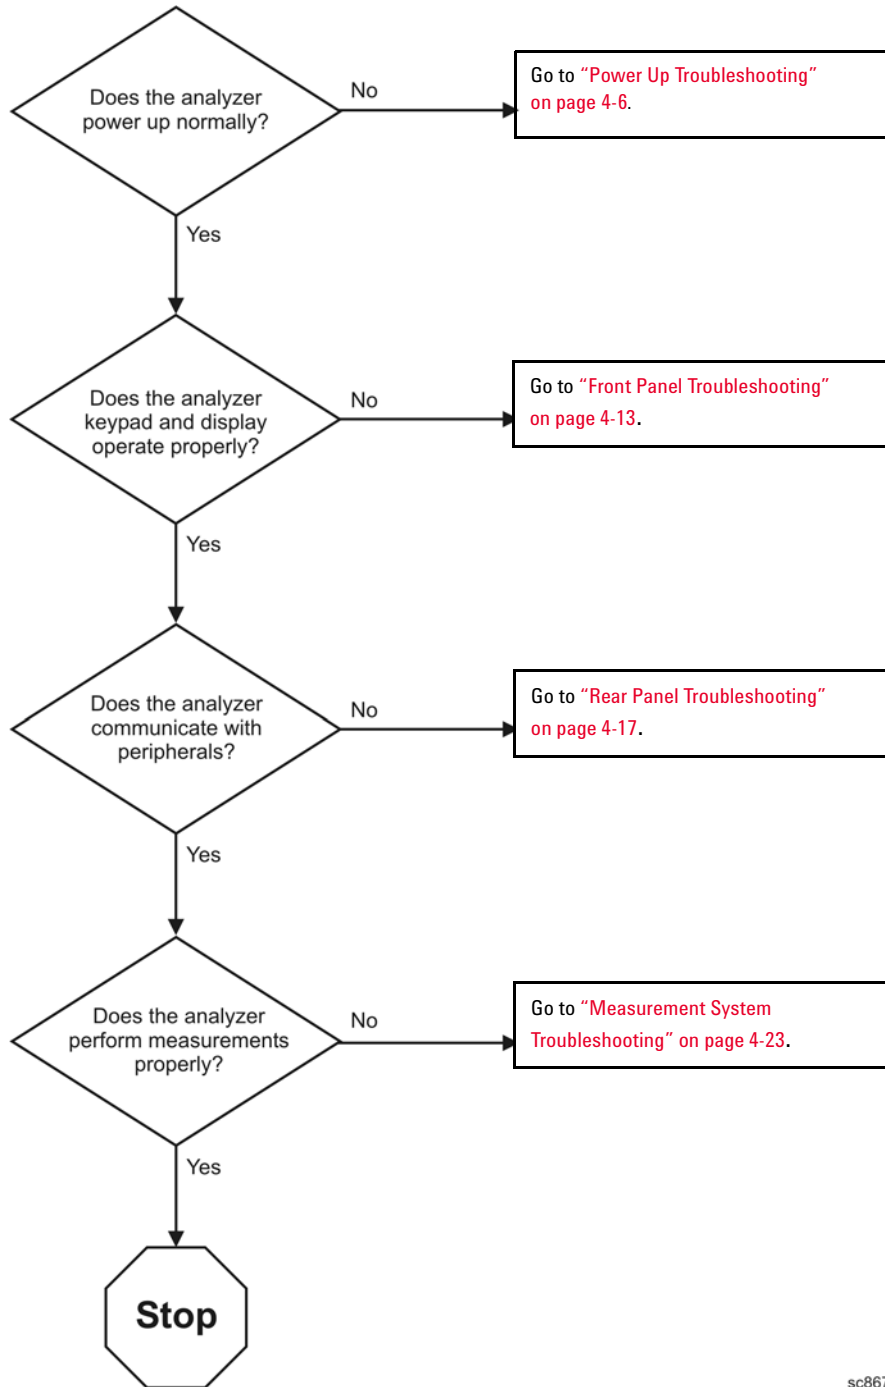 Does the analyzer
power up normally?
No
Go to “Power Up Troubleshooting”
on page 4-6.
Yes
Does the analyzer
keypad and display
operate properly?
No
Go to “Front Panel Troubleshooting”
on page 4-13.
Yes
Does the analyzer
communicate with
peripherals?
No
Go to “Rear Panel Troubleshooting”
on page 4-17.
Yes
Does the analyzer
perform measurements
properly?
No
Go to “Measurement System
Troubleshooting” on page 4-23.
Yes
Stop
sc867